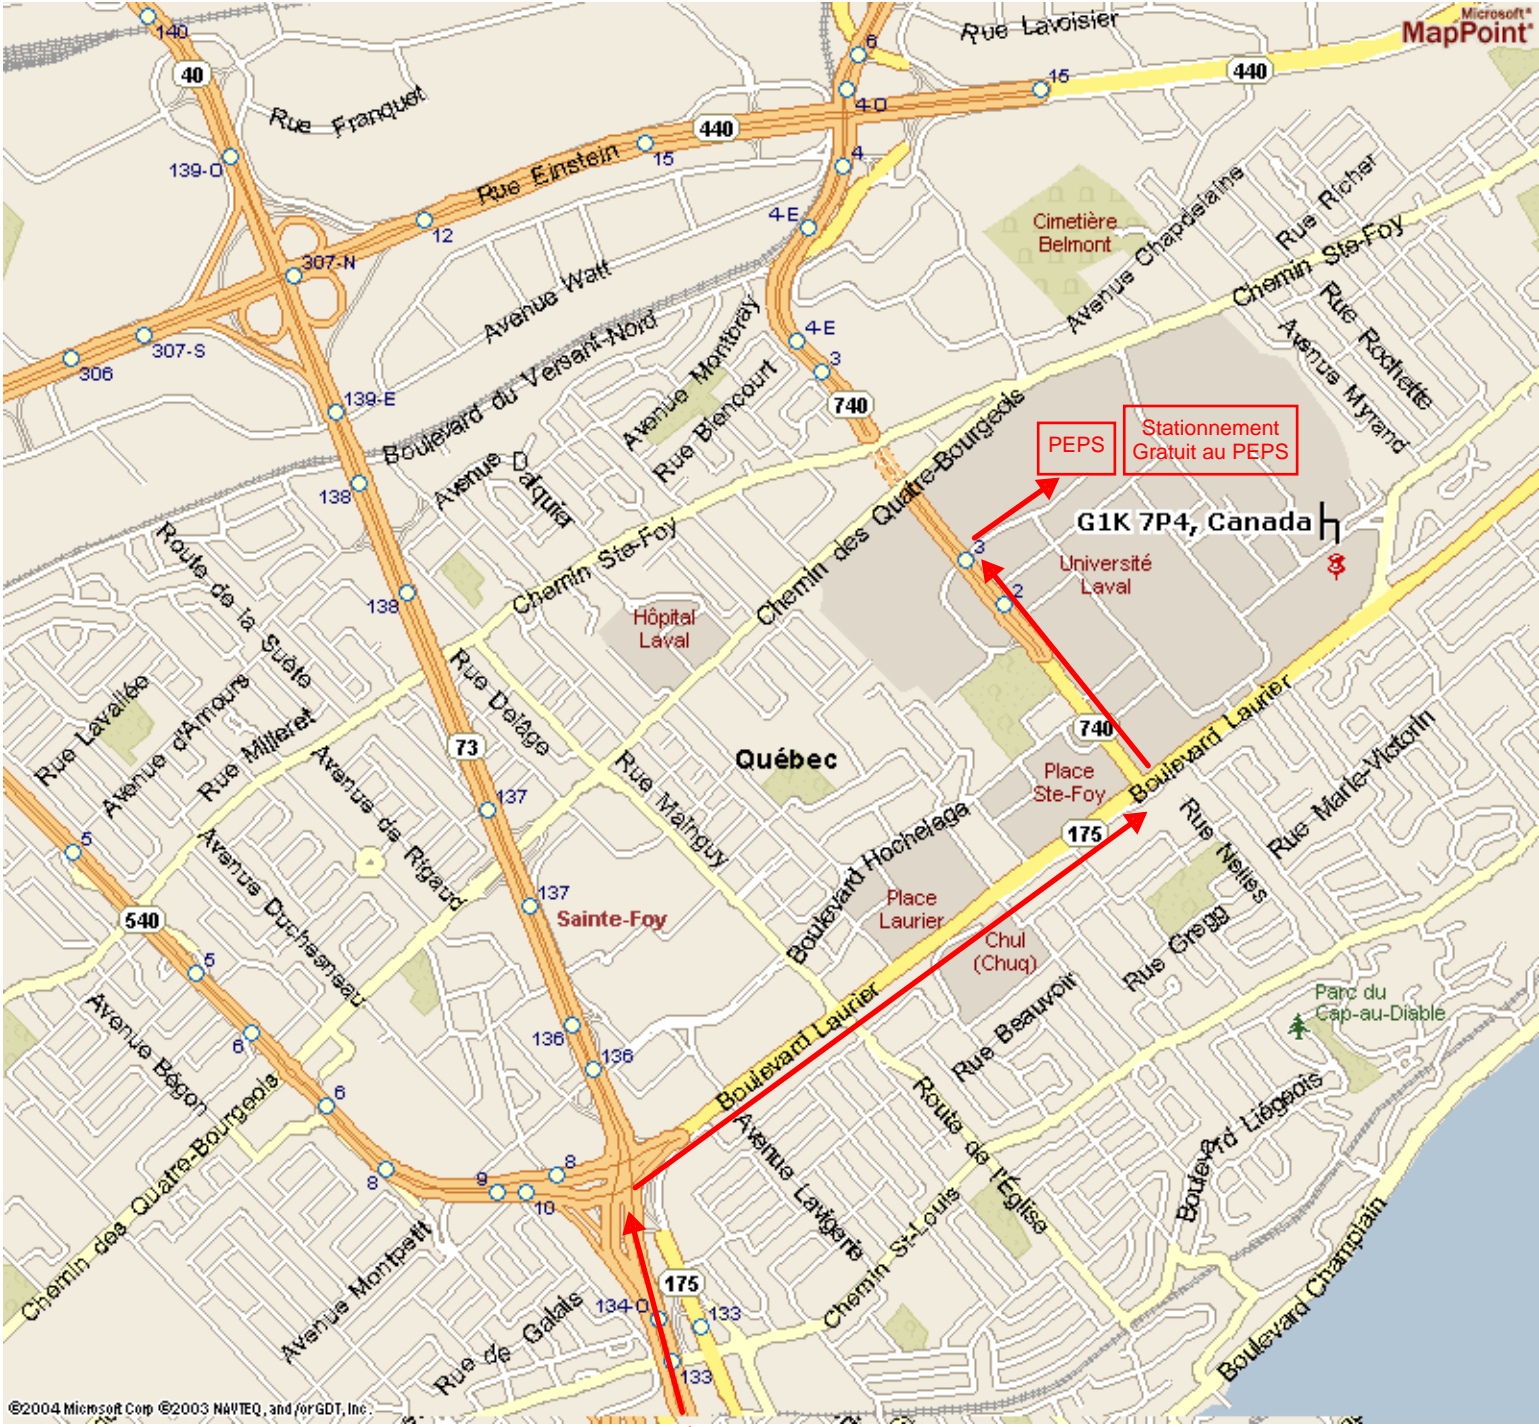 Microsoft®
MapPoint®
Rue Lavoisier
140
40
6
440
15
4-O
Rue Franquet
440
15
139-O
Rue Einstein
4
12
4-E
Cimetière
Belmont
Avenue Chapdelaine
Rue Richer
Chemin Ste-Foy
307-N
Avenue Watt
307-S
306
Boulevard du Versant-Nord
Avenue Montbray
4-E
3
Rue Biencourt
740
139-E
Rue Rochette
Avenue Myrand
Chemin des Quatre-Bourgeois
PEPS
Stationnement
Gratuit au PEPS
138
Avenue
Dalquier
Route de la Suète
138
Chemin Ste-Foy
G1K 7P4, Canada
3
2
Université
Laval
Hôpital
Laval
Rue Lavallée
Avenue d'Amours
Rue Milleret
Rue Delâge
Avenue de Rigaud
73
Québec
740
Place
Ste-Foy
Boulevard Laurier
Rue Marie-Victorin
Rue Mainguy
137
5
Avenue Duchesneau
Boulevard Hochelaga
175
Rue Nelles
540
137
Sainte-Foy
Place
Laurier
Chul
(Chuq)
Rue Gregg
5
Avenue Bégon
6
Parc du
Cap-au-Diable
Rue Beauvoir
136
136
Boulevard Laurier
6
Chemin des Quatre-Bourgeois
Avenue Lavigerie
Route de l'Église
Boulevard Liégeois
8
9
8
10
Avenue Montpetit
Chemin St-Louis
Boulevard Champlain
175
134-O
133
Rue de Galais
133
©2004 Microsoft Corp ©2003 NAVTEQ, and /or GDT, Inc.